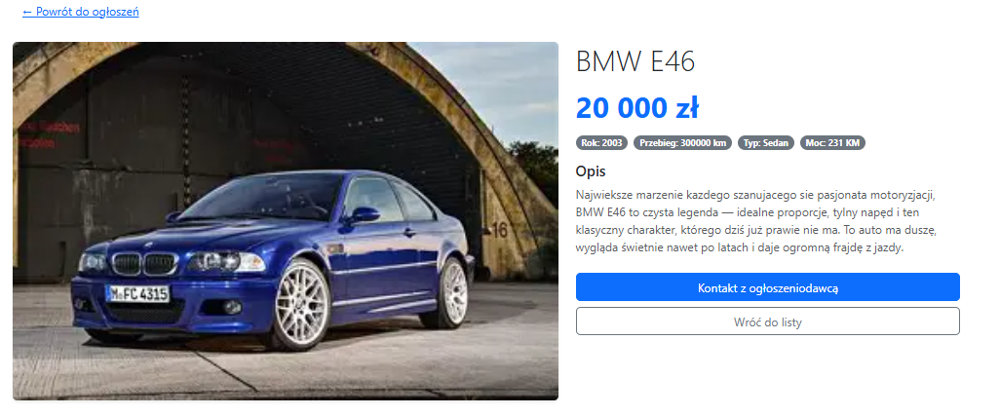 ← Powrót do ogłoszeń
BMW E46
20 000 zł
Rok: 2003 Przebieg: 300000 km Typ: Sedan Moc: 231 KM
Opis
Najwieksze marzenie kazdego szanujacego sie pasjonata motoryzjacji,
BMW E46 to czysta legenda — idealne proporcje, tylny napęd i ten
klasyczny charakter, którego dziś już prawie nie ma. To auto ma duszę,
wygląda świetnie nawet po latach i daje ogromną frajdę z jazdy.
Kontakt z ogłoszeniodawcą
Wróć do listy
16
M FC 4315